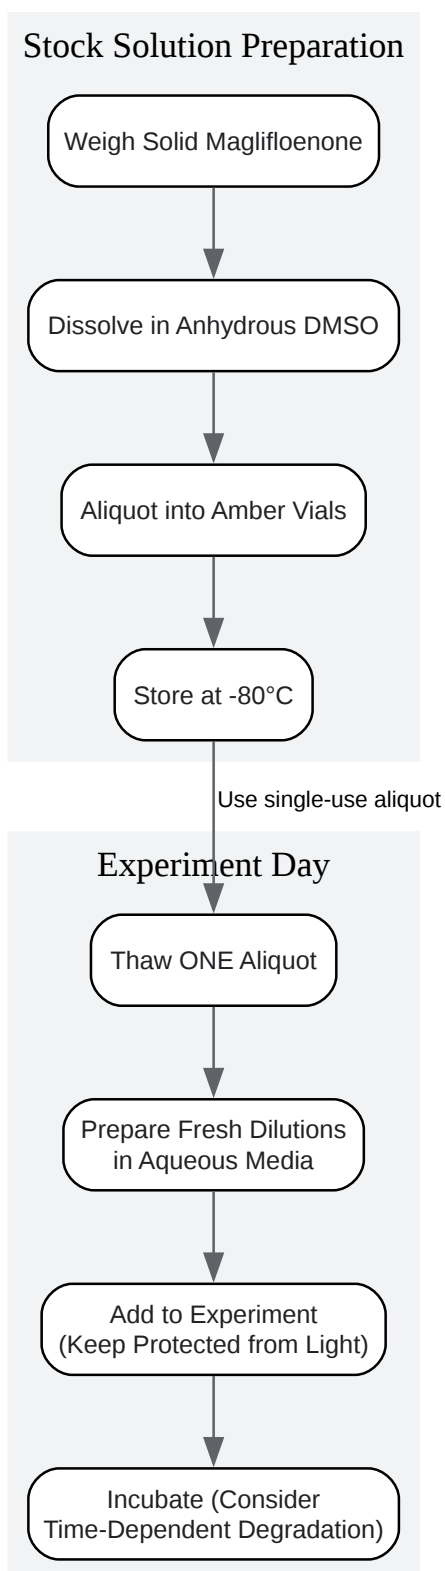 Stock Solution Preparation
Weigh Solid Maglifloenone
Dissolve in Anhydrous DMSO
Aliquot into Amber Vials
Store at -80°C
Use single-use aliquot
Experiment Day
Thaw ONE Aliquot
Prepare Fresh Dilutions
in Aqueous Media
Add to Experiment
(Keep Protected from Light)
Incubate (Consider
Time-Dependent Degradation)